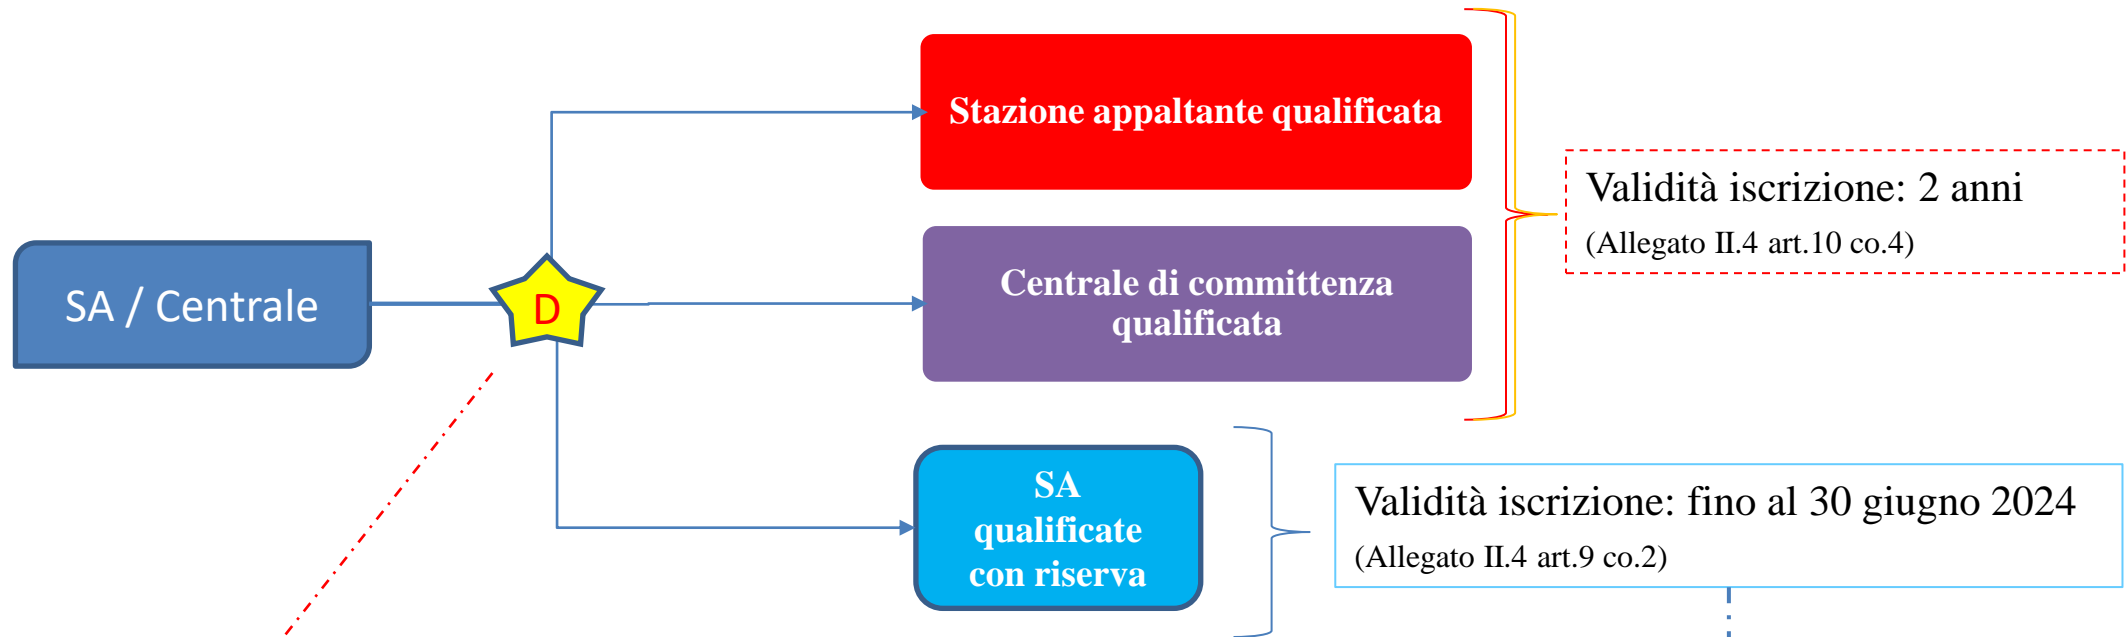 Stazione appaltante qualificata
Validità iscrizione: 2 anni
(Allegato II.4 art.10 co.4)
SA / Centrale
D
Centrale di committenza
qualificata
SA
qualificate
con riserva
Validità iscrizione: fino al 30 giugno 2024
(Allegato II.4 art.9 co.2)